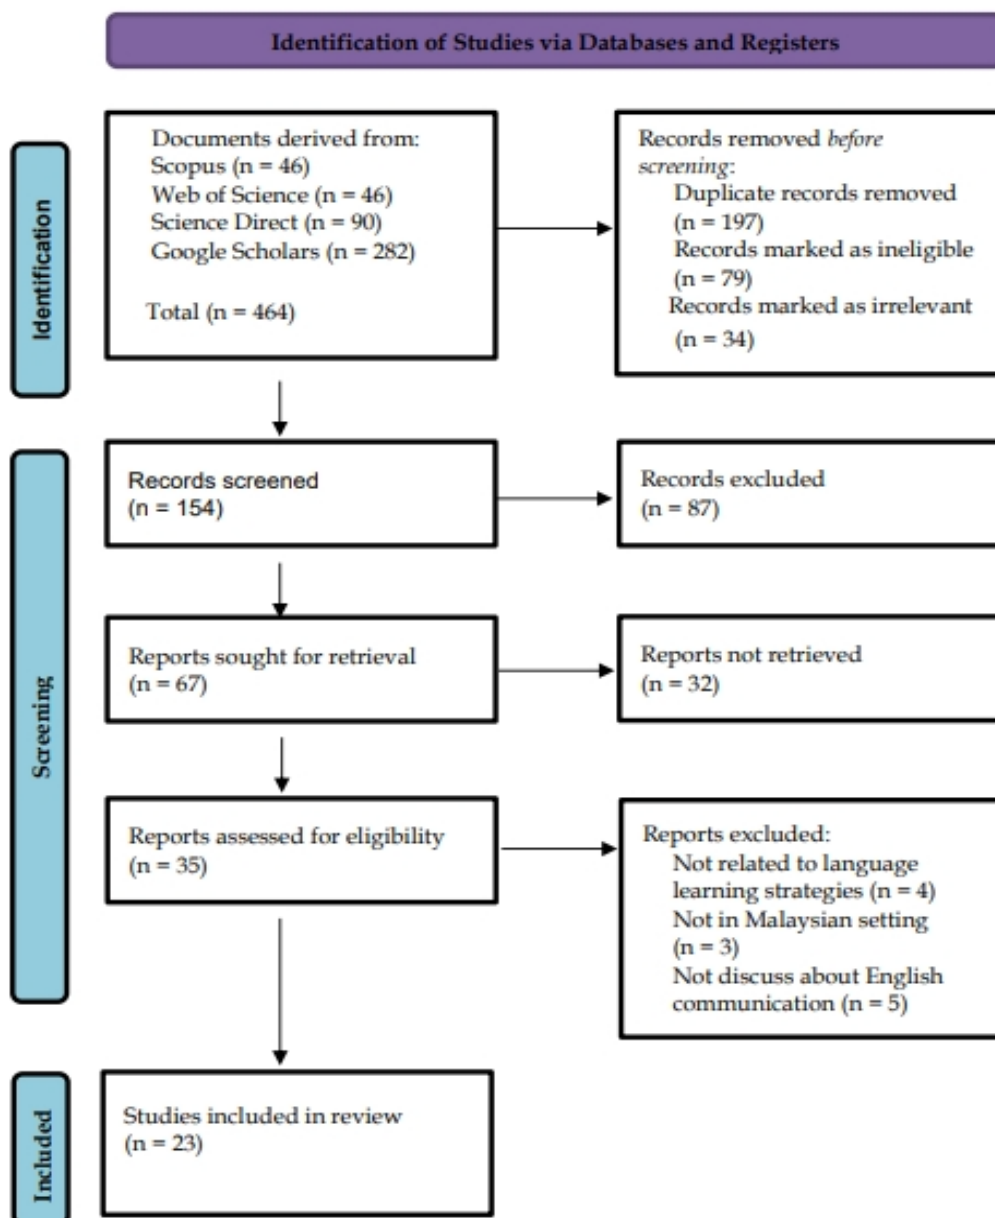 Identification of Studies via Databases and Registers
Identification
Documents derived from:
Scopus (n = 46)
Web of Science (n = 46)
Science Direct (n = 90)
Google Scholars (n = 282)
Total (n = 464)
Records removed before
screening:
Duplicate records removed
(n = 197)
Records marked as ineligible
(n = 79)
Records marked as irrelevant
(n = 34)
Screening
Records screened
(n = 154)
Records excluded
(n = 87)
Reports sought for retrieval
(n = 67)
Reports not retrieved
(n = 32)
Reports assessed for eligibility
(n = 35)
Reports excluded:
Not related to language
learning strategies (n = 4)
Not in Malaysian setting
(n = 3)
Not discuss about English
communication (n = 5)
Included
Studies included in review
(n = 23)